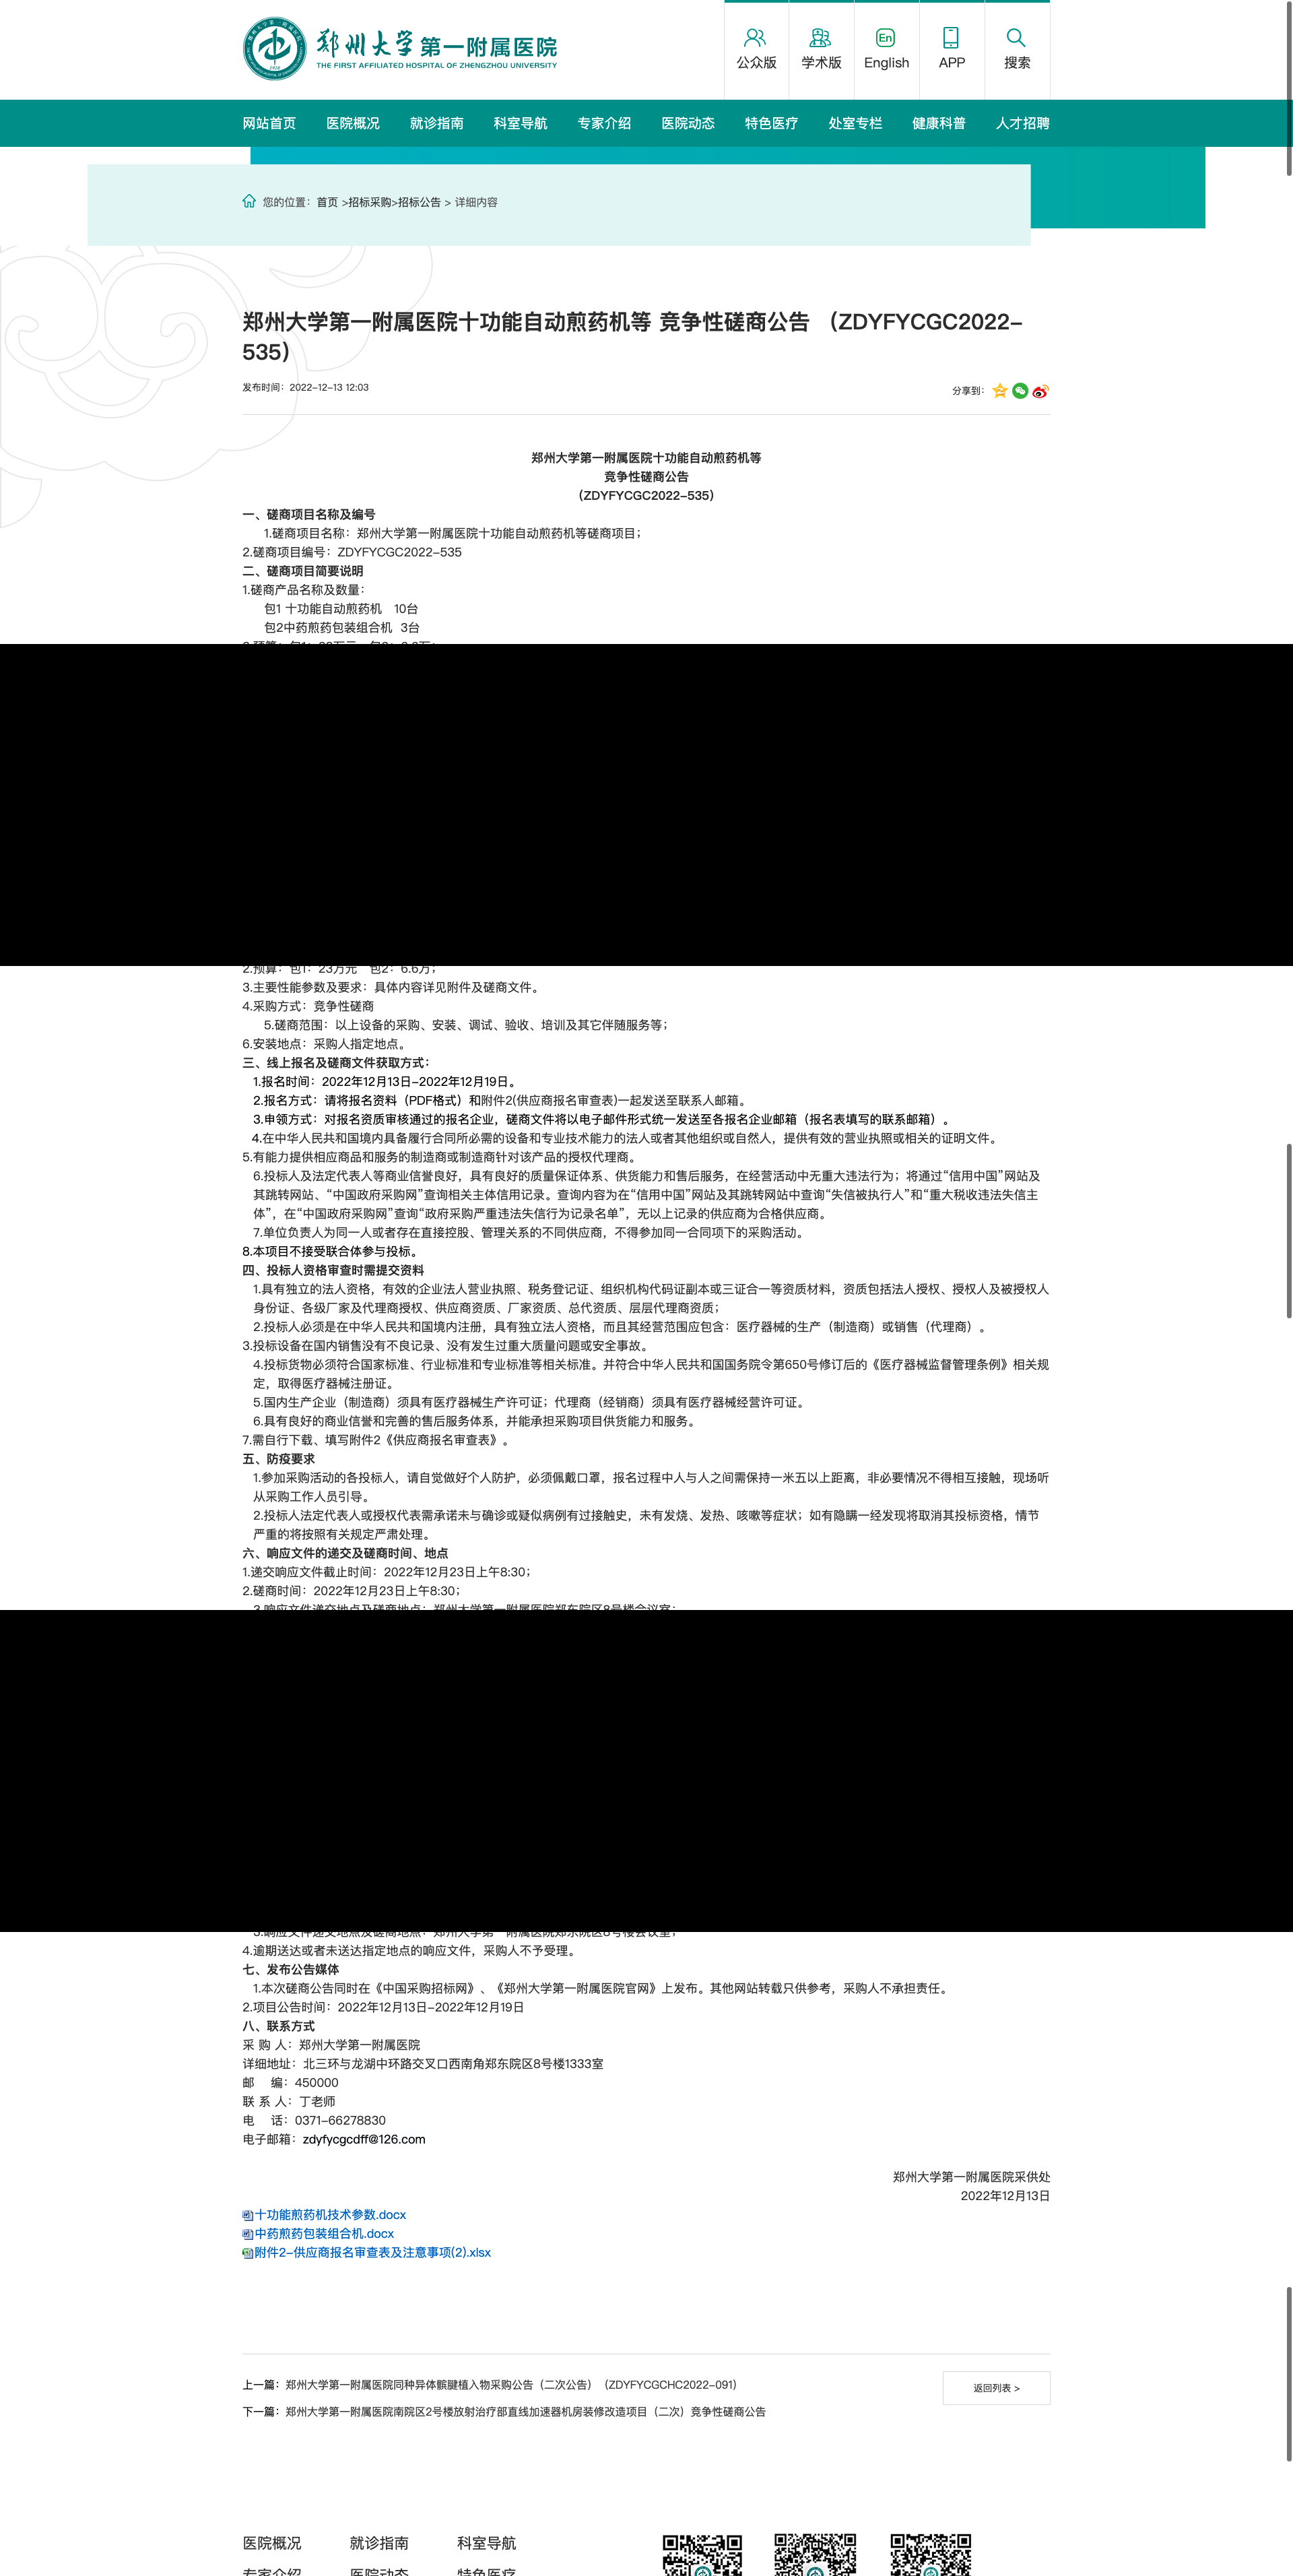 郑州大学第一附属医院
THE FIRST AFFILIATED HOSPITAL OF ZHENGZHOU UNIVERSITY
公众版 学术版 English APP 搜索
网站首页 医院概况 就诊指南 科室导航 专家介绍 医院动态 特色医疗 处室专栏 健康科普 人才招聘
您的位置：首页 >招标采购>招标公告 > 详细内容
郑州大学第一附属医院十功能自动煎药机等 竞争性磋商公告 （ZDYFYCGC2022-
535）
发布时间：2022-12-13 12:03
分享到：
郑州大学第一附属医院十功能自动煎药机等
竞争性磋商公告
（ZDYFYCGC2022-535）
一、磋商项目名称及编号
1.磋商项目名称：郑州大学第一附属医院十功能自动煎药机等磋商项目；
2.磋商项目编号：ZDYFYCGC2022-535
二、磋商项目简要说明
1.磋商产品名称及数量：
包1 十功能自动煎药机 10台
包2中药煎药包装组合机 3台
2.预算：包1：23万元 包2：6.6万；
3.主要性能参数及要求：具体内容详见附件及磋商文件。
4.采购方式：竞争性磋商
5.磋商范围：以上设备的采购、安装、调试、验收、培训及其它伴随服务等；
6.安装地点：采购人指定地点。
三、线上报名及磋商文件获取方式：
1.报名时间：2022年12月13日-2022年12月19日。
2.报名方式：请将报名资料（PDF格式）和附件2(供应商报名审查表)一起发送至联系人邮箱。
3.申领方式：对报名资质审核通过的报名企业，磋商文件将以电子邮件形式统一发送至各报名企业邮箱（报名表填写的联系邮箱）。
4.在中华人民共和国境内具备履行合同所必需的设备和专业技术能力的法人或者其他组织或自然人，提供有效的营业执照或相关的证明文件。
5.有能力提供相应商品和服务的制造商或制造商针对该产品的授权代理商。
6.投标人及法定代表人等商业信誉良好，具有良好的质量保证体系、供货能力和售后服务，在经营活动中无重大违法行为；将通过“信用中国”网站及
其跳转网站、“中国政府采购网”查询相关主体信用记录。查询内容为在“信用中国”网站及其跳转网站中查询“失信被执行人”和“重大税收违法失信主
体”，在“中国政府采购网”查询“政府采购严重违法失信行为记录名单”，无以上记录的供应商为合格供应商。
7.单位负责人为同一人或者存在直接控股、管理关系的不同供应商，不得参加同一合同项下的采购活动。
8.本项目不接受联合体参与投标。
四、投标人资格审查时需提交资料
1.具有独立的法人资格，有效的企业法人营业执照、税务登记证、组织机构代码证副本或三证合一等资质材料，资质包括法人授权、授权人及被授权人
身份证、各级厂家及代理商授权、供应商资质、厂家资质、总代资质、层层代理商资质；
2.投标人必须是在中华人民共和国境内注册，具有独立法人资格，而且其经营范围应包含：医疗器械的生产（制造商）或销售（代理商）。
3.投标设备在国内销售没有不良记录、没有发生过重大质量问题或安全事故。
4.投标货物必须符合国家标准、行业标准和专业标准等相关标准。并符合中华人民共和国国务院令第650号修订后的《医疗器械监督管理条例》相关规
定，取得医疗器械注册证。
5.国内生产企业（制造商）须具有医疗器械生产许可证；代理商（经销商）须具有医疗器械经营许可证。
6.具有良好的商业信誉和完善的售后服务体系，并能承担采购项目供货能力和服务。
7.需自行下载、填写附件2《供应商报名审查表》。
五、防疫要求
1.参加采购活动的各投标人，请自觉做好个人防护，必须佩戴口罩，报名过程中人与人之间需保持一米五以上距离，非必要情况不得相互接触，现场听
从采购工作人员引导。
2.投标人法定代表人或授权代表需承诺未与确诊或疑似病例有过接触史，未有发烧、发热、咳嗽等症状；如有隐瞒一经发现将取消其投标资格，情节
严重的将按照有关规定严肃处理。
六、响应文件的递交及磋商时间、地点
1.递交响应文件截止时间：2022年12月23日上午8:30；
2.磋商时间：2022年12月23日上午8:30；
3.响应文件递交地点及磋商地点：郑州大学第一附属医院郑东院区8号楼会议室；
4.逾期送达或者未送达指定地点的响应文件，采购人不予受理。
七、发布公告媒体
1.本次磋商公告同时在《中国采购招标网》、《郑州大学第一附属医院官网》上发布。其他网站转载只供参考，采购人不承担责任。
2.项目公告时间：2022年12月13日-2022年12月19日
八、联系方式
采 购 人：郑州大学第一附属医院
详细地址：北三环与龙湖中环路交叉口西南角郑东院区8号楼1333室
邮 编：450000
联 系 人：丁老师
电 话：0371-66278830
电子邮箱：zdyfycgcdff@126.com
郑州大学第一附属医院采供处
2022年12月13日
十功能煎药机技术参数.docx
中药煎药包装组合机.docx
附件2-供应商报名审查表及注意事项(2).xlsx
上一篇：郑州大学第一附属医院同种异体髌腱植入物采购公告（二次公告）（ZDYFYCGCHC2022-091）
返回列表 >
下一篇：郑州大学第一附属医院南院区2号楼放射治疗部直线加速器机房装修改造项目（二次）竞争性磋商公告
医院概况 就诊指南 科室导航
专家介绍 医院动态 特色医疗